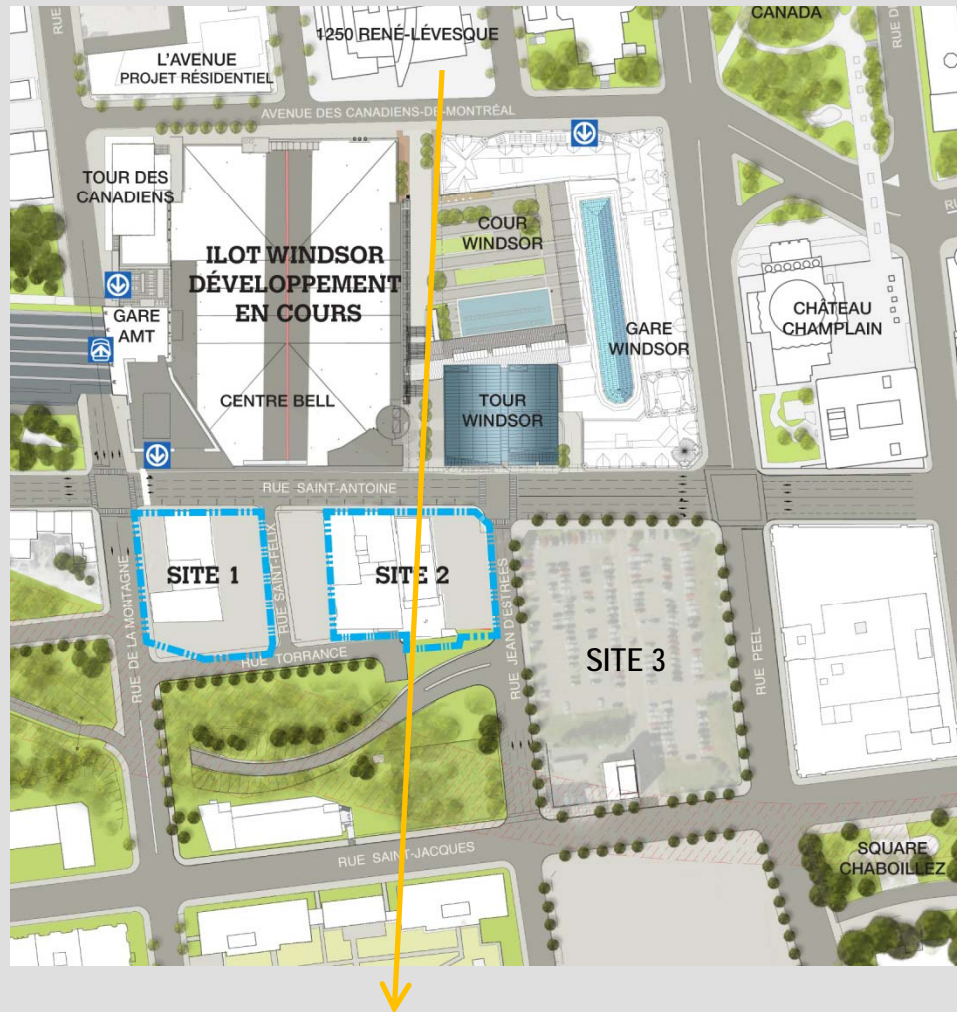 CANADA
RUE
RUE D
1250 RENÉ-LÉVESQUE
L'AVENUE
PROJET RÉSIDENTIEL
AVENUE DES CANADIENS-DE-MONTRÉAL
TOUR DES
CANADIENS
ILOT WINDSOR
DÉVELOPPEMENT
EN COURS
COUR
WINDSOR
RU
GARE
AMT
GARE
WINDSOR
CHÂTEAU
CHAMPLAIN
CENTRE BELL
TOUR
WINDSOR
RUE SAINT-ANTOINE
SITE 1
RUE SAINT-FELIX
SITE 2
RUE DE LA MONTAGNE
RUE TORRANCE
RUE JEAN D'ESTRÉES
SITE 3
RUE PEEL
RUE SAINT-JACQUES
SQUARE
CHABOILLEZ